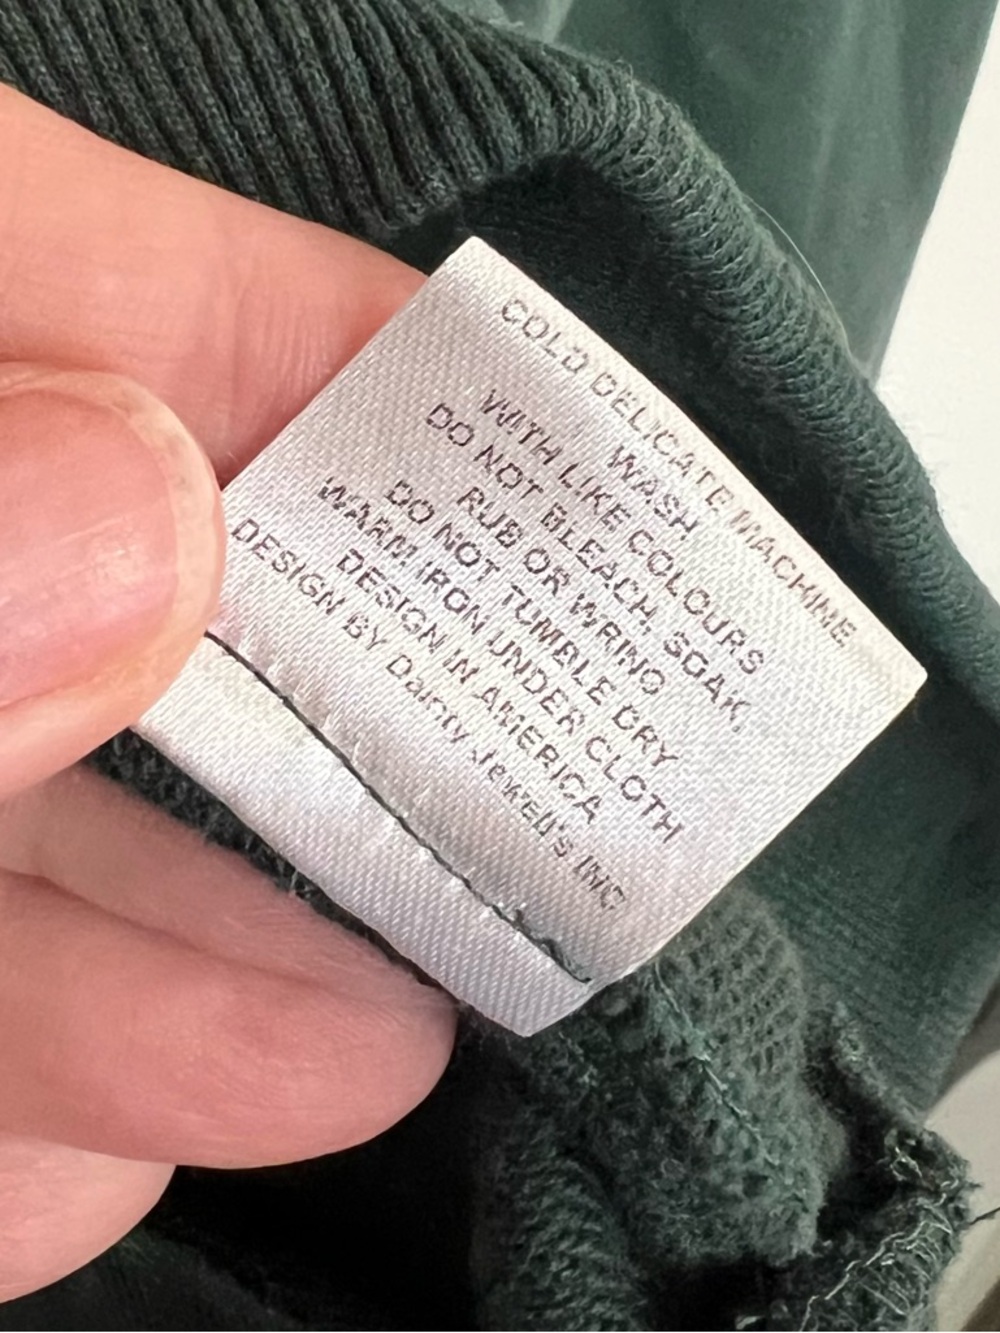 COLD DELICATE MACHINE
WASH
WITH LIKE COLOURS
DO NOT BLEACH, SOAK,
RUB OR WRING
DO NOT TUMBLE DRY
WARM IRON UNDER CLOTH
DESIGN IN AMERICA
DESIGN BY Dainty Jewell's INC